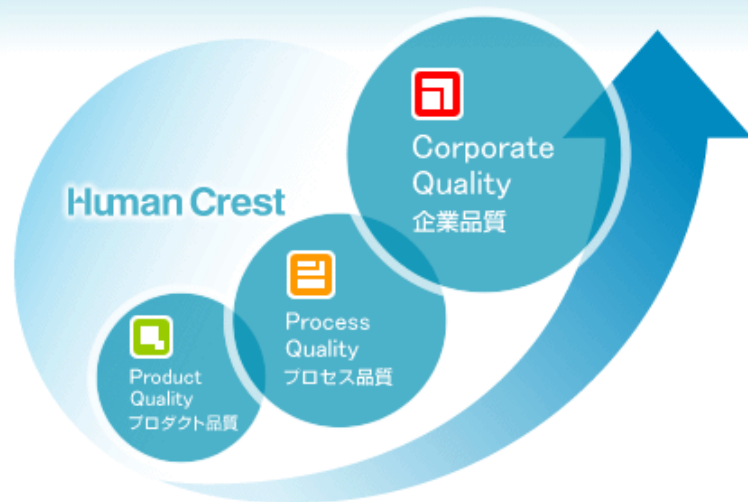 Human Crest
Corporate
Quality
企業品質
Process
Quality
プロセス品質
Product
Quality
プロダクト品質